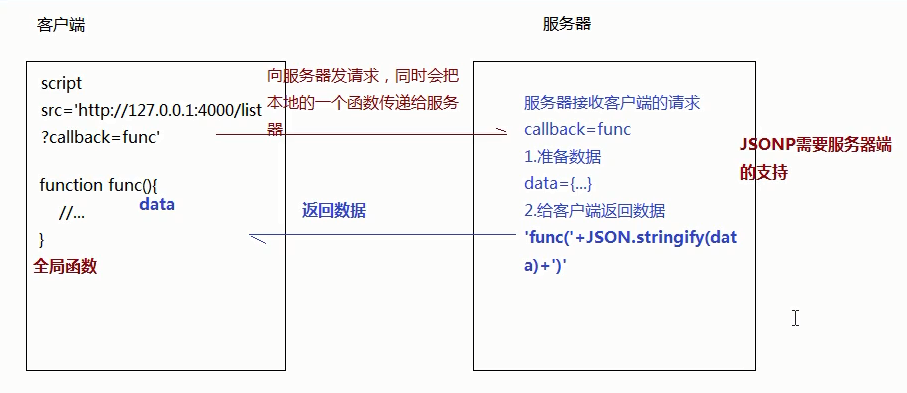 客户端
服务器
script
src='http://127.0.0.1:4000/list
?callback=func'
function func(){
//...
data
}
全局函数
向服务器发请求，同时会把
本地的一个函数传递给服务
器
返回数据
服务器接收客户端的请求
callback=func
1.准备数据
data={...}
2.给客户端返回数据
'func('+JSON.stringify(dat
a)+')'
JSONP需要服务器端
的支持